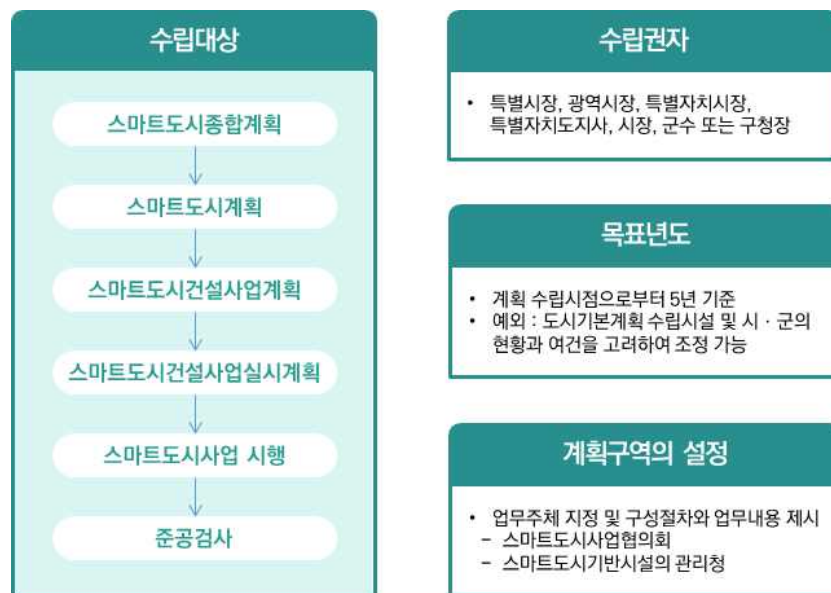 수립대상
스마트도시종합계획
스마트도시계획
스마트도시건설사업계획
스마트도시건설사업실시계획
스마트도시사업 시행
준공검사
수립권자
• 특별시장, 광역시장, 특별자치시장,
특별자치도지사, 시장, 군수 또는 구청장
목표년도
• 계획 수립시점으로부터 5년 기준
• 예외 : 도시기본계획 수립시설 및 시 · 군의
현황과 여건을 고려하여 조정 가능
계획구역의 설정
• 업무주체 지정 및 구성절차와 업무내용 제시
- 스마트도시사업협의회
- 스마트도시기반시설의 관리청